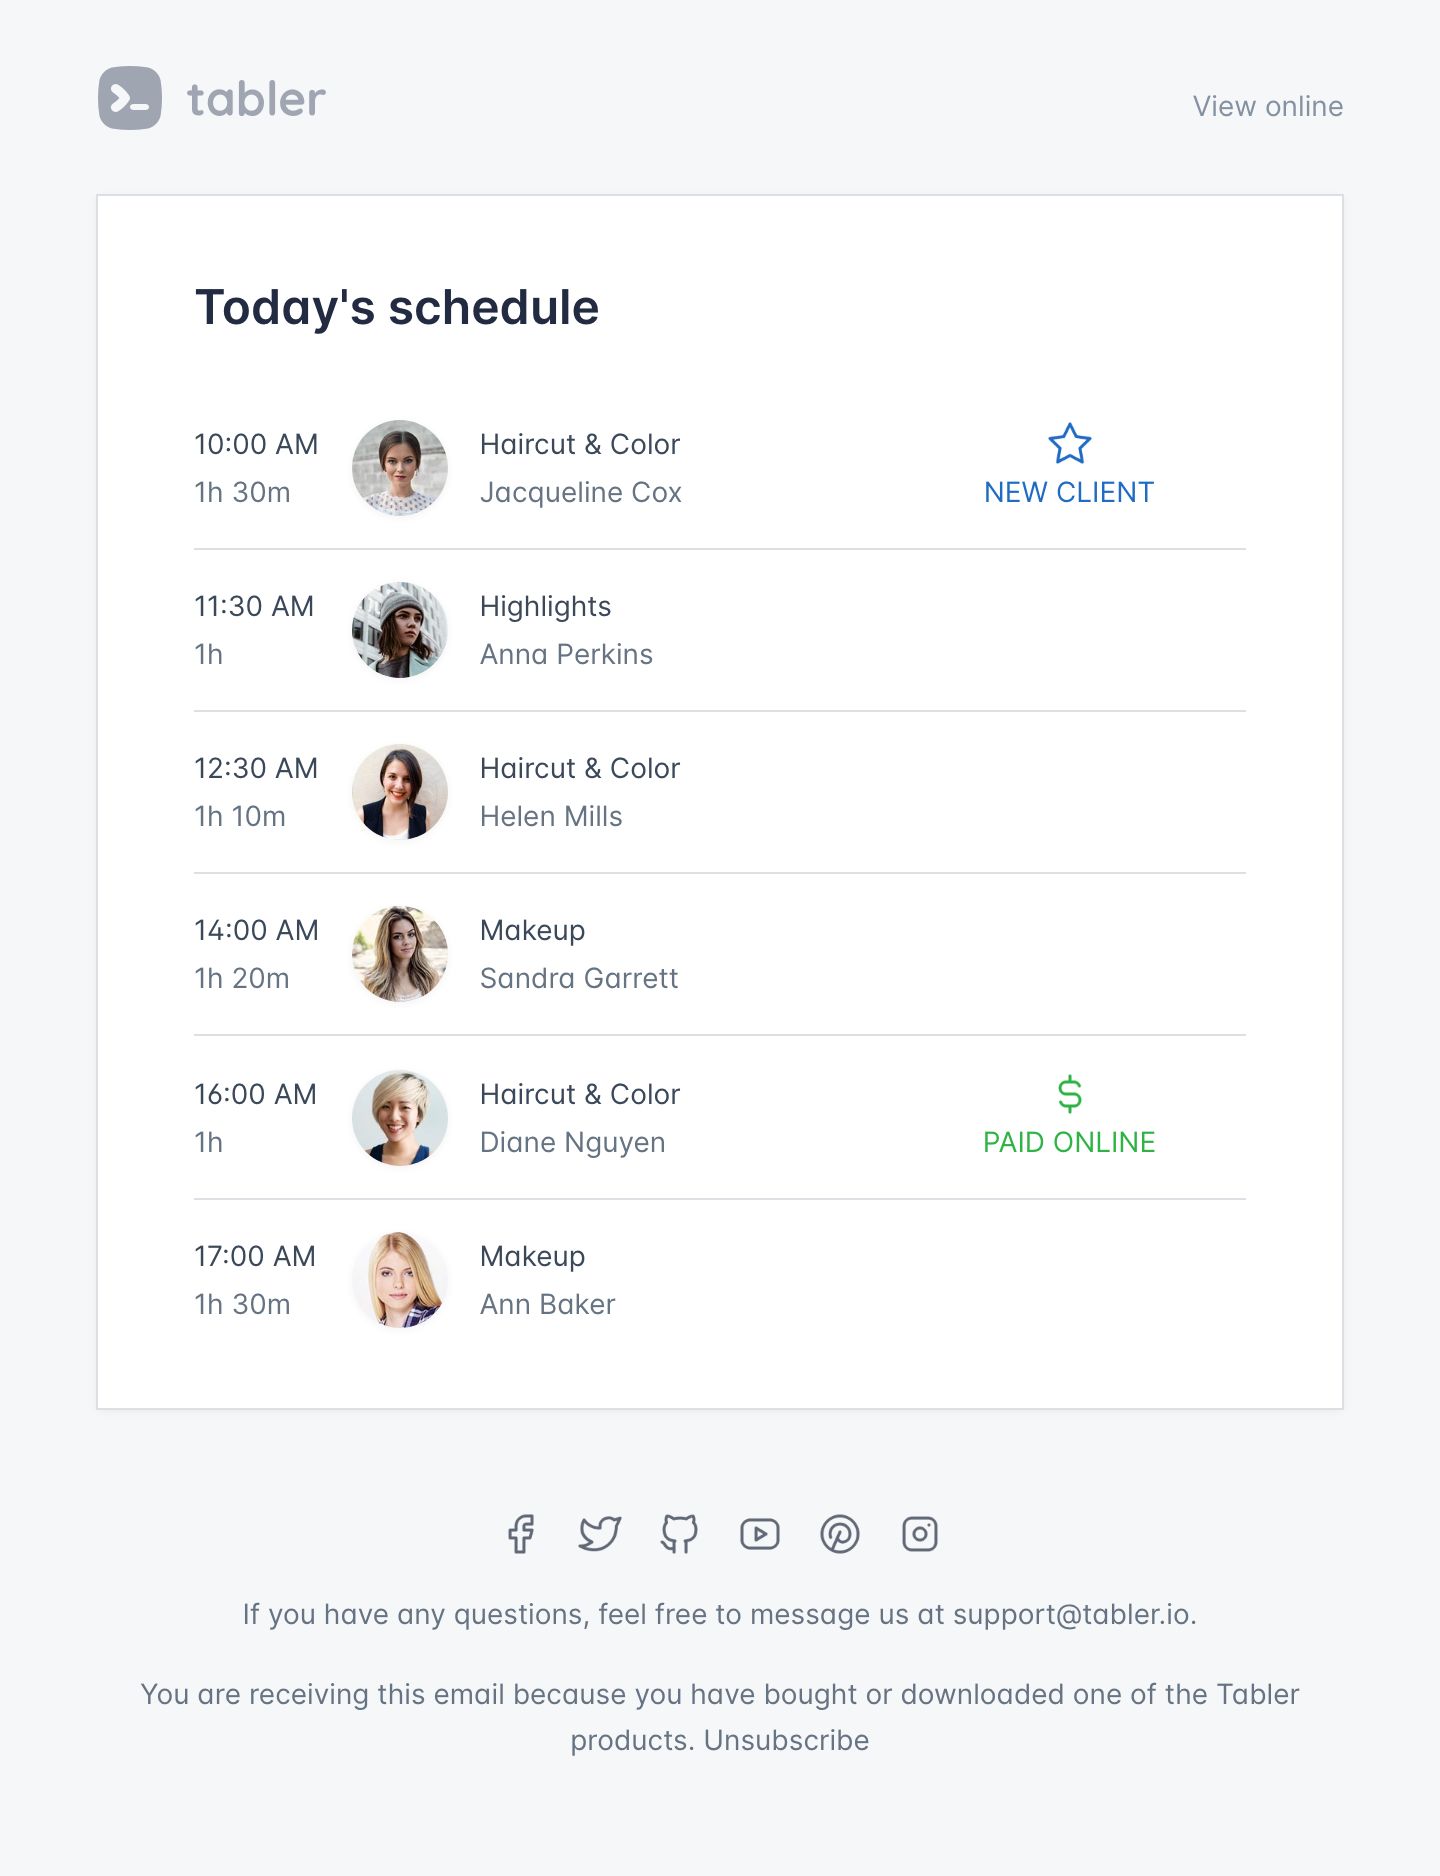 tabler
View online
Today's schedule
10:00 AM
1h 30m
Haircut & Color
Jacqueline Cox
NEW CLIENT
11:30 AM
1h
Highlights
Anna Perkins
12:30 AM
1h 10m
Haircut & Color
Helen Mills
14:00 AM
1h 20m
Makeup
Sandra Garrett
16:00 AM
1h
Haircut & Color
Diane Nguyen
$
PAID ONLINE
17:00 AM
1h 30m
Makeup
Ann Baker
If you have any questions, feel free to message us at support@tabler.io.
You are receiving this email because you have bought or downloaded one of the Tabler
products. Unsubscribe